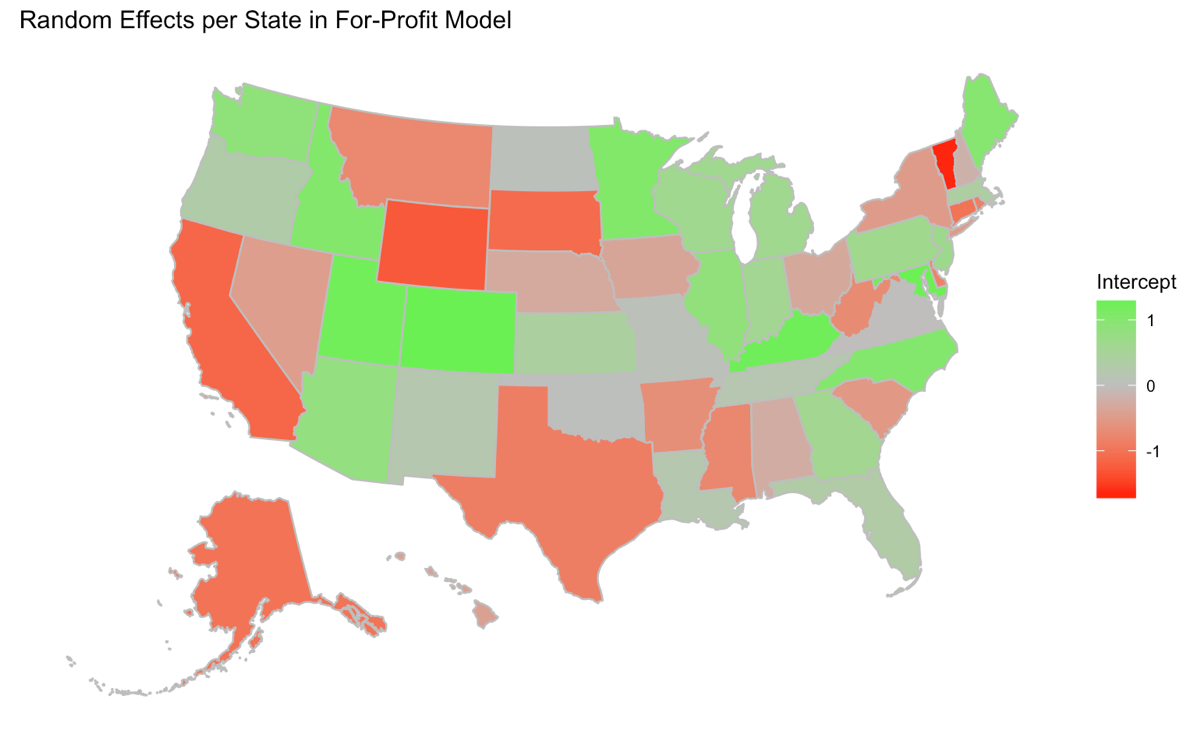 Random Effects per State in For-Profit Model
Intercept
1
0
-1